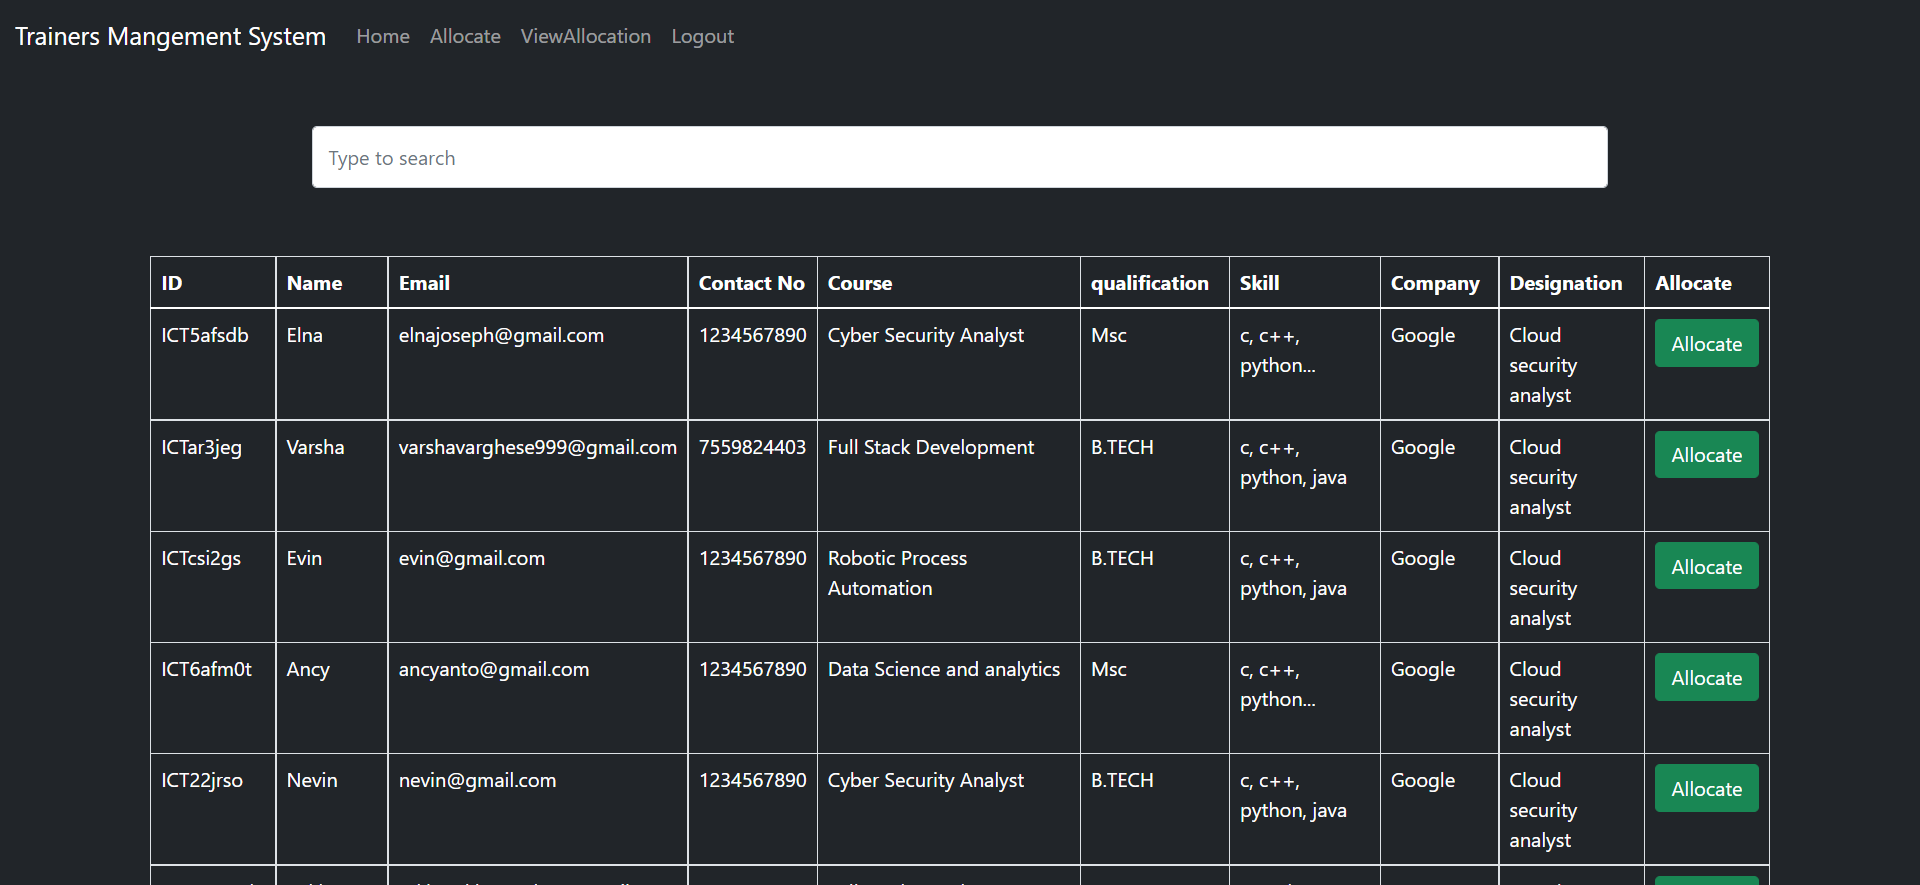 Trainers Mangement System Home Allocate ViewAllocation Logout
Type to search
ID Name Email Contact No Course qualification Skill Company Designation Allocate
ICT5afsdb Elna elnajoseph@gmail.com 1234567890 Cyber Security Analyst Msc c, c++, Google Cloud Allocate
python... security
analyst
ICTar3jeg Varsha varshavarghese999@gmail.com 7559824403 Full Stack Development B.TECH c, c++, Google Cloud Allocate
python, java security
analyst
ICTcsi2gs Evin evin@gmail.com 1234567890 Robotic Process B.TECH c, c++, Google Cloud Allocate
Automation python, java security
analyst
ICT6afm0t Ancy ancyanto@gmail.com 1234567890 Data Science and analytics Msc c, c++, Google Cloud Allocate
python... security
analyst
ICT22jrso Nevin nevin@gmail.com 1234567890 Cyber Security Analyst B.TECH c, c++, Google Cloud Allocate
python, java security
analyst